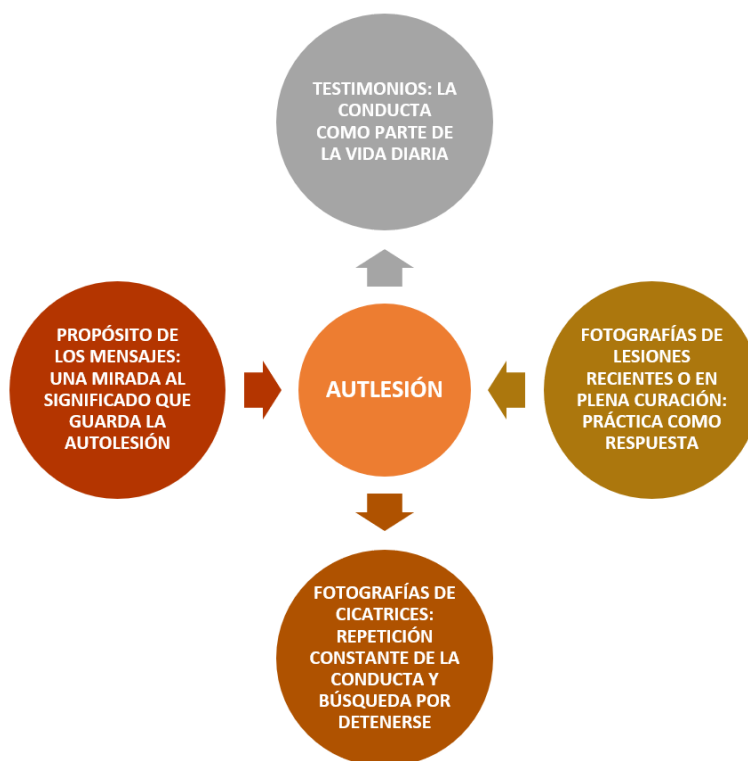 TESTIMONIOS: LA
CONDUCTA
COMO PARTE DE
LA VIDA DIARIA
PROPÓSITO DE
LOS MENSAJES:
UNA MIRADA AL
SIGNIFICADO QUE
GUARDA LA
AUTOLESIÓN
AUTLESIÓN
FOTOGRAFÍAS DE
LESIONES
RECIENTES O EN
PLENA CURACIÓN:
PRÁCTICA COMO
RESPUESTA
FOTOGRAFÍAS DE
CICATRICES:
REPETICIÓN
CONSTANTE DE LA
CONDUCTA Y
BÚSQUEDA POR
DETENERSE